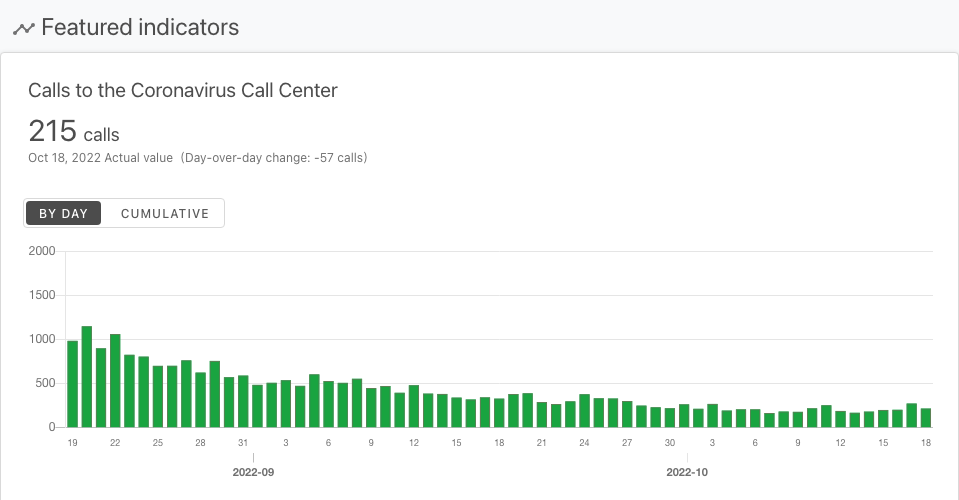 Featured indicators
Calls to the Coronavirus Call Center
215 calls
Oct 18, 2022 Actual value (Day-over-day change: -57 calls)
BY DAY CUMULATIVE
2000
1500
1000
500
0
19 22 25 28 31 3 6 9 12 15 18 21 24 27 30 3 6 9 12 15 18
2022-09 2022-10